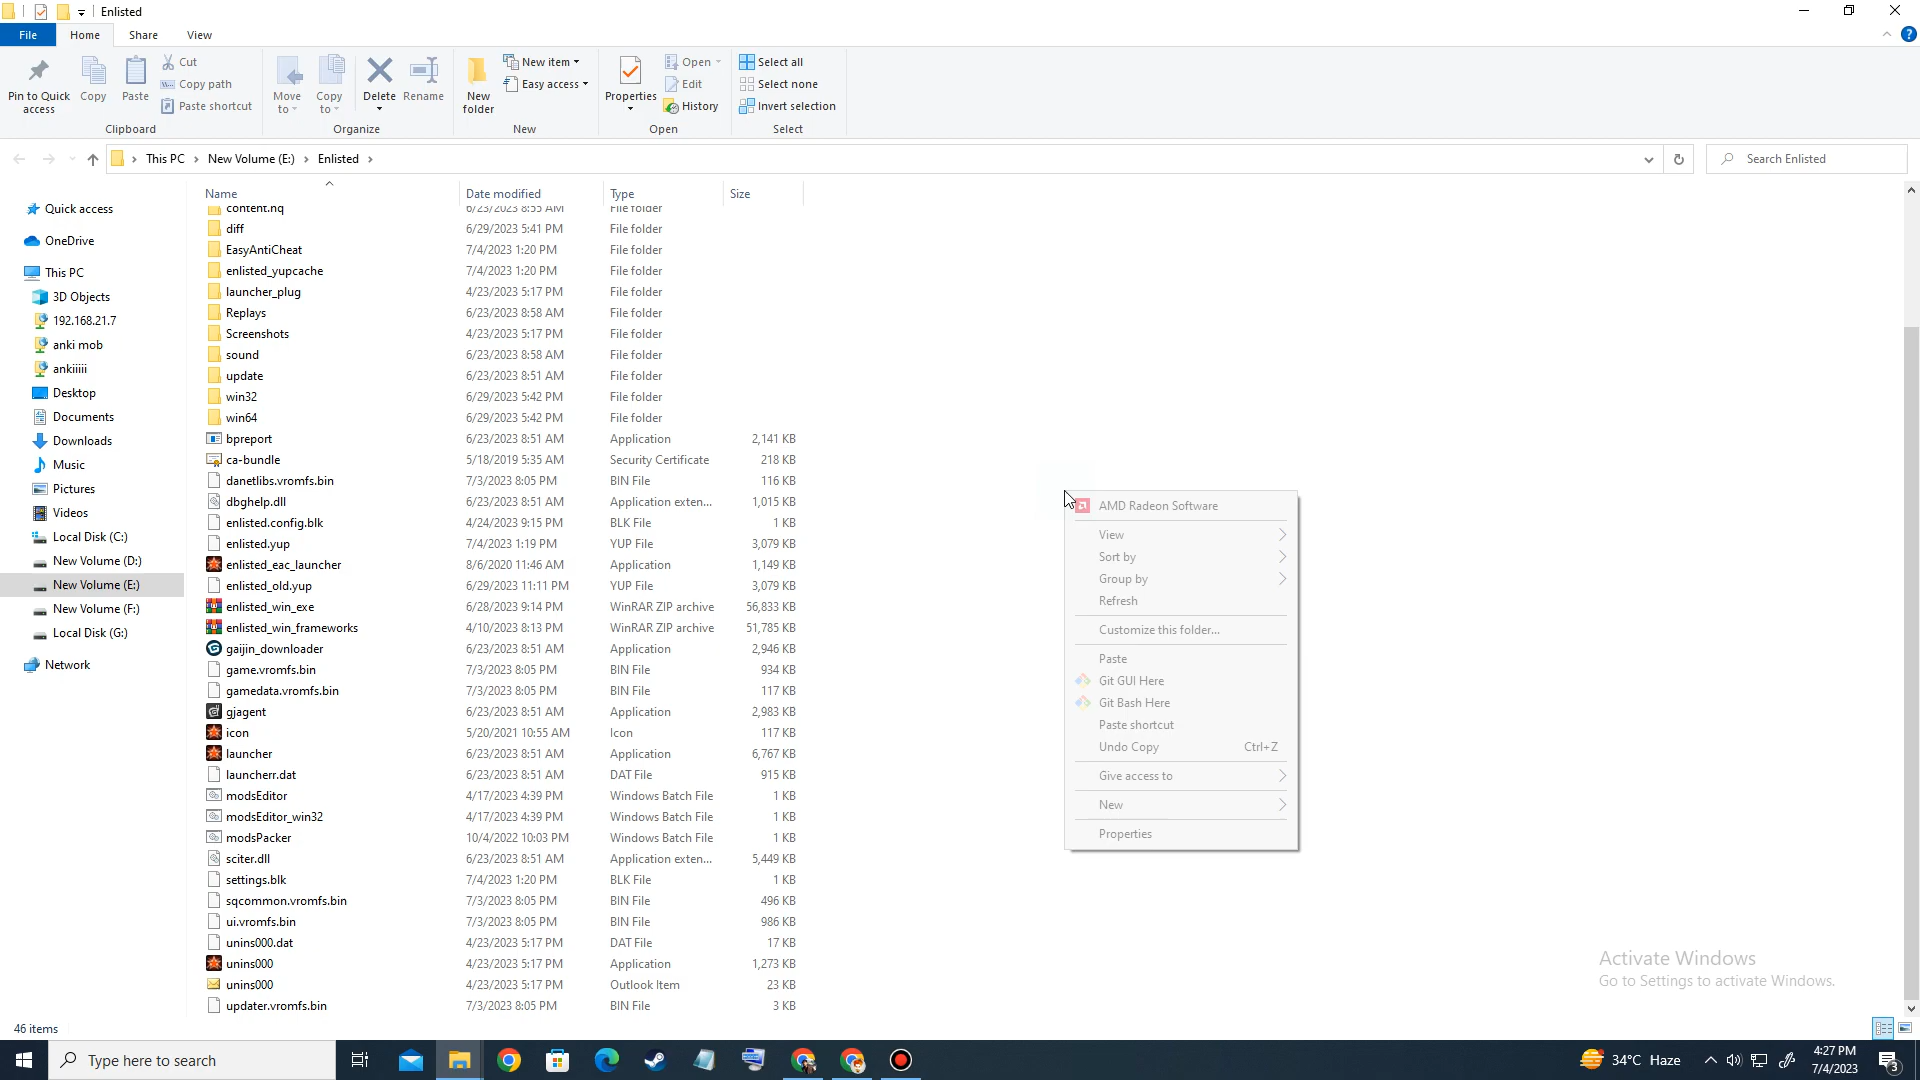 Enlisted
File Home Share View
Pin to Quick access
Copy
Paste
Cut
Copy path
Paste shortcut
Clipboard
Move to
Copy to
Delete
Rename
Organize
New folder
New item
Easy access
New
Properties
Open
Edit
History
Open
Select all
Select none
Invert selection
Select
This PC > New Volume (E:) > Enlisted >
Search Enlisted
Quick access
OneDrive
This PC
3D Objects
192.168.21.7
anki mob
ankiiiii
Desktop
Documents
Downloads
Music
Pictures
Videos
Local Disk (C:)
New Volume (D:)
New Volume (E:)
New Volume (F:)
Local Disk (G:)
Network
Name Date modified Type Size
content.hq 6/23/2023 8:55 AM File folder
diff 6/29/2023 5:41 PM File folder
EasyAntiCheat 7/4/2023 1:20 PM File folder
enlisted_yupcache 7/4/2023 1:20 PM File folder
launcher_plug 4/23/2023 5:17 PM File folder
Replays 6/23/2023 8:58 AM File folder
Screenshots 4/23/2023 5:17 PM File folder
sound 6/23/2023 8:58 AM File folder
update 6/23/2023 8:51 AM File folder
win32 6/29/2023 5:42 PM File folder
win64 6/29/2023 5:42 PM File folder
bpreport 6/23/2023 8:51 AM Application 2,141 KB
ca-bundle 5/18/2019 5:35 AM Security Certificate 218 KB
danetlibs.vromfs.bin 7/3/2023 8:05 PM BIN File 116 KB
dbghelp.dll 6/23/2023 8:51 AM Application exten... 1,015 KB
enlisted.config.blk 4/24/2023 9:15 PM BLK File 1 KB
enlisted.yup 7/4/2023 1:19 PM YUP File 3,079 KB
enlisted_eac_launcher 8/6/2020 11:46 AM Application 1,149 KB
enlisted_old.yup 6/29/2023 11:11 PM YUP File 3,079 KB
enlisted_win_exe 6/28/2023 9:14 PM WinRAR ZIP archive 56,833 KB
enlisted_win_frameworks 4/10/2023 8:13 PM WinRAR ZIP archive 51,785 KB
gaijin_downloader 6/23/2023 8:51 AM Application 2,946 KB
game.vromfs.bin 7/3/2023 8:05 PM BIN File 934 KB
gamedata.vromfs.bin 7/3/2023 8:05 PM BIN File 117 KB
gjagent 6/23/2023 8:51 AM Application 2,983 KB
icon 5/20/2021 10:55 AM Icon 117 KB
launcher 6/23/2023 8:51 AM Application 6,767 KB
launcherr.dat 6/23/2023 8:51 AM DAT File 915 KB
modsEditor 4/17/2023 4:39 PM Windows Batch File 1 KB
modsEditor_win32 4/17/2023 4:39 PM Windows Batch File 1 KB
modsPacker 10/4/2022 10:03 PM Windows Batch File 1 KB
sciter.dll 6/23/2023 8:51 AM Application exten... 5,449 KB
settings.blk 7/4/2023 1:20 PM BLK File 1 KB
sqcommon.vromfs.bin 7/3/2023 8:05 PM BIN File 496 KB
ui.vromfs.bin 7/3/2023 8:05 PM BIN File 986 KB
unins000.dat 4/23/2023 5:17 PM DAT File 17 KB
unins000 4/23/2023 5:17 PM Application 1,273 KB
unins000 4/23/2023 5:17 PM Outlook Item 23 KB
updater.vromfs.bin 7/3/2023 8:05 PM BIN File 3 KB
AMD Radeon Software
View
Sort by
Group by
Refresh
Customize this folder...
Paste
Git GUI Here
Git Bash Here
Paste shortcut
Undo Copy Ctrl+Z
Give access to
New
Properties
Activate Windows
Go to Settings to activate Windows.
46 items
Type here to search
34°C Haze
4:27 PM
7/4/2023
3